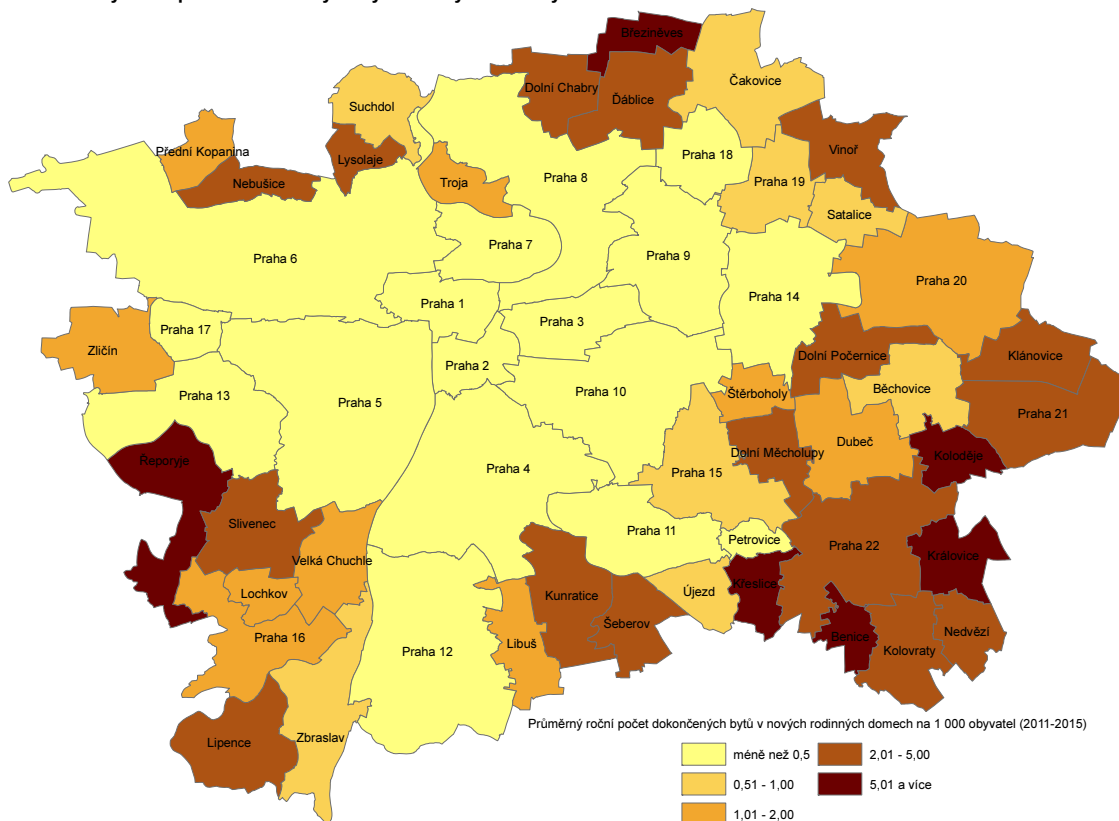 Březiněves
Dolní Chabry
Ďáblice
Čakovice
Suchdol
Přední Kopanina
Nebušice
Lysolaje
Troja
Praha 8
Praha 18
Praha 19
Vinoř
Satalice
Praha 7
Praha 6
Praha 9
Praha 20
Praha 1
Praha 14
Praha 3
Praha 17
Zličín
Praha 2
Dolní Počernice
Klánovice
Praha 13
Praha 5
Praha 10
Štěrboholy
Běchovice
Praha 21
Řeporyje
Praha 4
Praha 15
Dolní Měcholupy
Dubeč
Koloděje
Slivenec
Velká Chuchle
Praha 11
Petrovice
Praha 22
Královice
Lochkov
Kunratice
Újezd
Křeslice
Praha 16
Praha 12
Libuš
Šeberov
Benice
Kolovraty
Nedvězí
Lipence
Zbraslav
Průměrný roční počet dokončených bytů v nových rodinných domech na 1 000 obyvatel (2011-2015)
méně než 0,5
0,51 - 1,00
1,01 - 2,00
2,01 - 5,00
5,01 a více